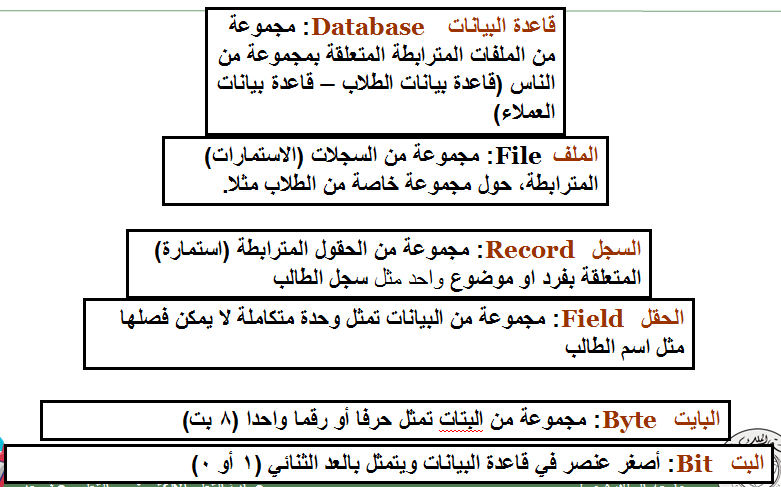 قاعدة البيانات Database: مجموعة
من الملفات المترابطة المتعلقة بمجموعة من
الناس (قاعدة بيانات الطلاب – قاعدة بيانات
العملاء)
الملف File: مجموعة من السجلات (الاستمارات)
المترابطة، حول مجموعة خاصة من الطلاب مثلا.
السجل Record: مجموعة من الحقول المترابطة (استمارة)
المتعلقة بفرد او موضوع واحد مثل سجل الطالب
الحقل Field: مجموعة من البيانات تمثل وحدة متكاملة لا يمكن فصلها
مثل اسم الطالب
البايت Byte: مجموعة من البتات تمثل حرفا أو رقما واحدا (٨ بت)
البت Bit: أصغر عنصر في قاعدة البيانات ويتمثل بالعد الثنائي (١ أو ٠)